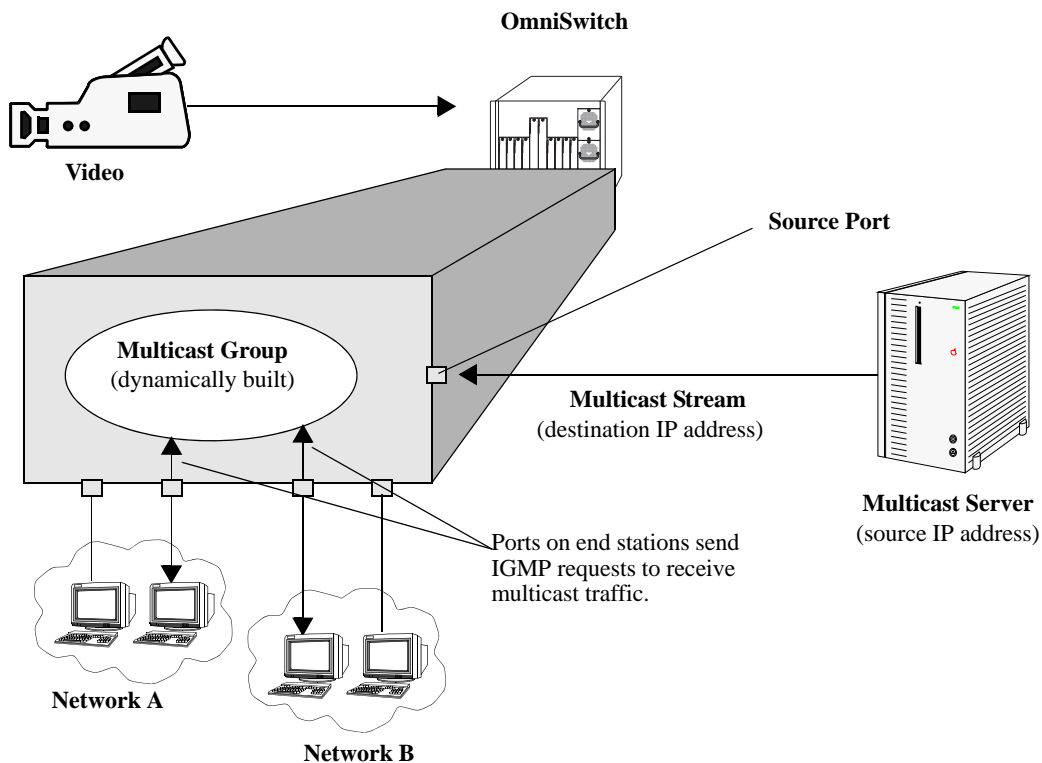 OmniSwitch
Video
Source Port
Multicast Group
(dynamically built)
Multicast Stream
(destination IP address)
Multicast Server
(source IP address)
Ports on end stations send
IGMP requests to receive
multicast traffic.
Network A
Network B